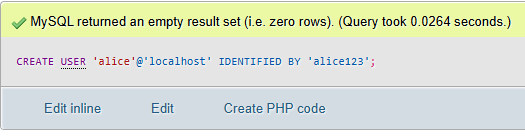 MySQL returned an empty result set (i.e. zero rows). (Query took 0.0264 seconds.)
CREATE USER 'alice'@'localhost' IDENTIFIED BY 'alice123';
Edit inline Edit Create PHP code